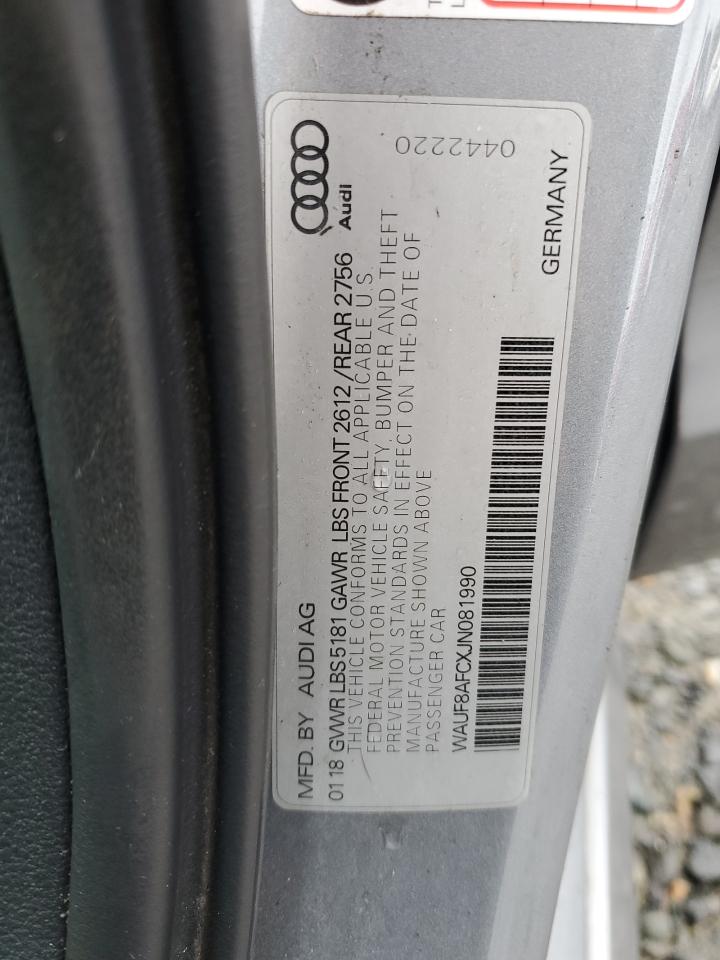 MFD. BY AUDI AG
Audi
01 18 GVWR LBS 5181 GAWR LBS FRONT 2612 /REAR 2756
THIS VEHICLE CONFORMS TO ALL APPLICABLE U.S.
FEDERAL MOTOR VEHICLE SAFETY, BUMPER AND THEFT
PREVENTION STANDARDS IN EFFECT ON THE DATE OF
MANUFACTURE SHOWN ABOVE
PASSENGER CAR
WAUF8AFCXJN081990
0442220
GERMANY